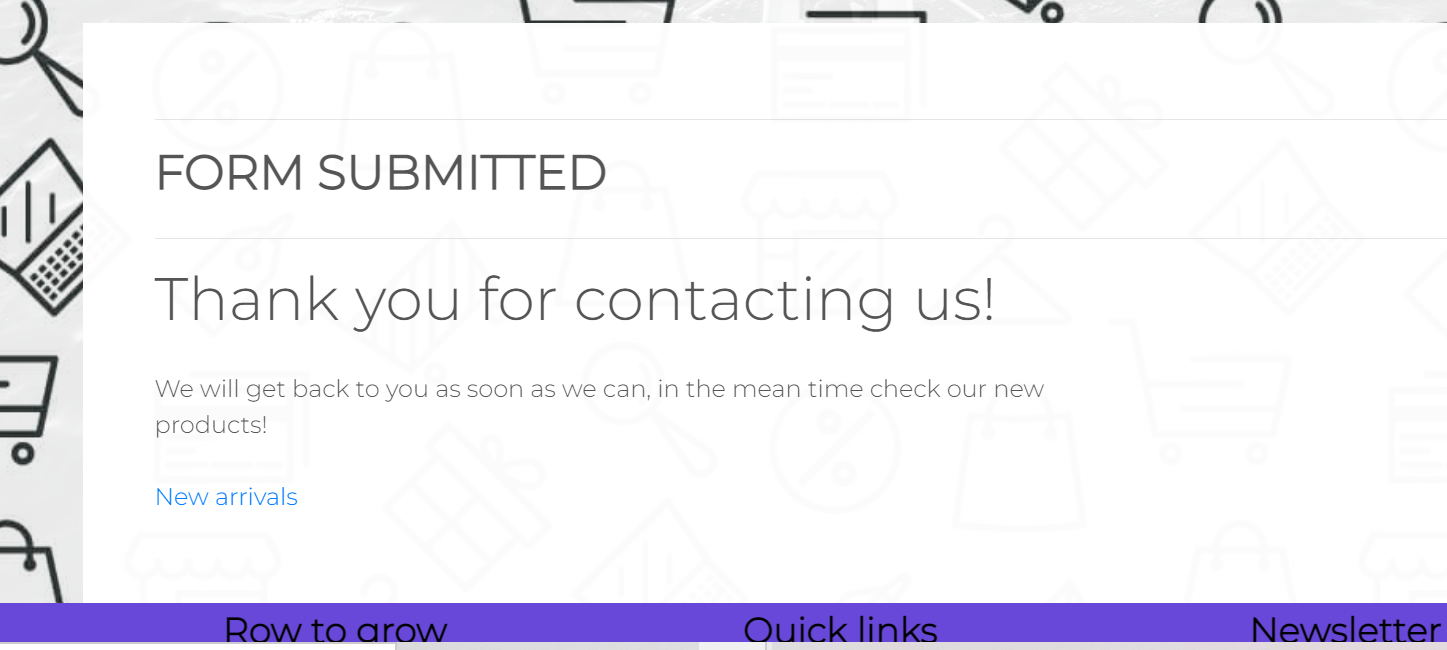 FORM SUBMITTED
Thank you for contacting us!
We will get back to you as soon as we can, in the mean time check our new
products!
New arrivals
Row to grow
Quick links
Newsletter